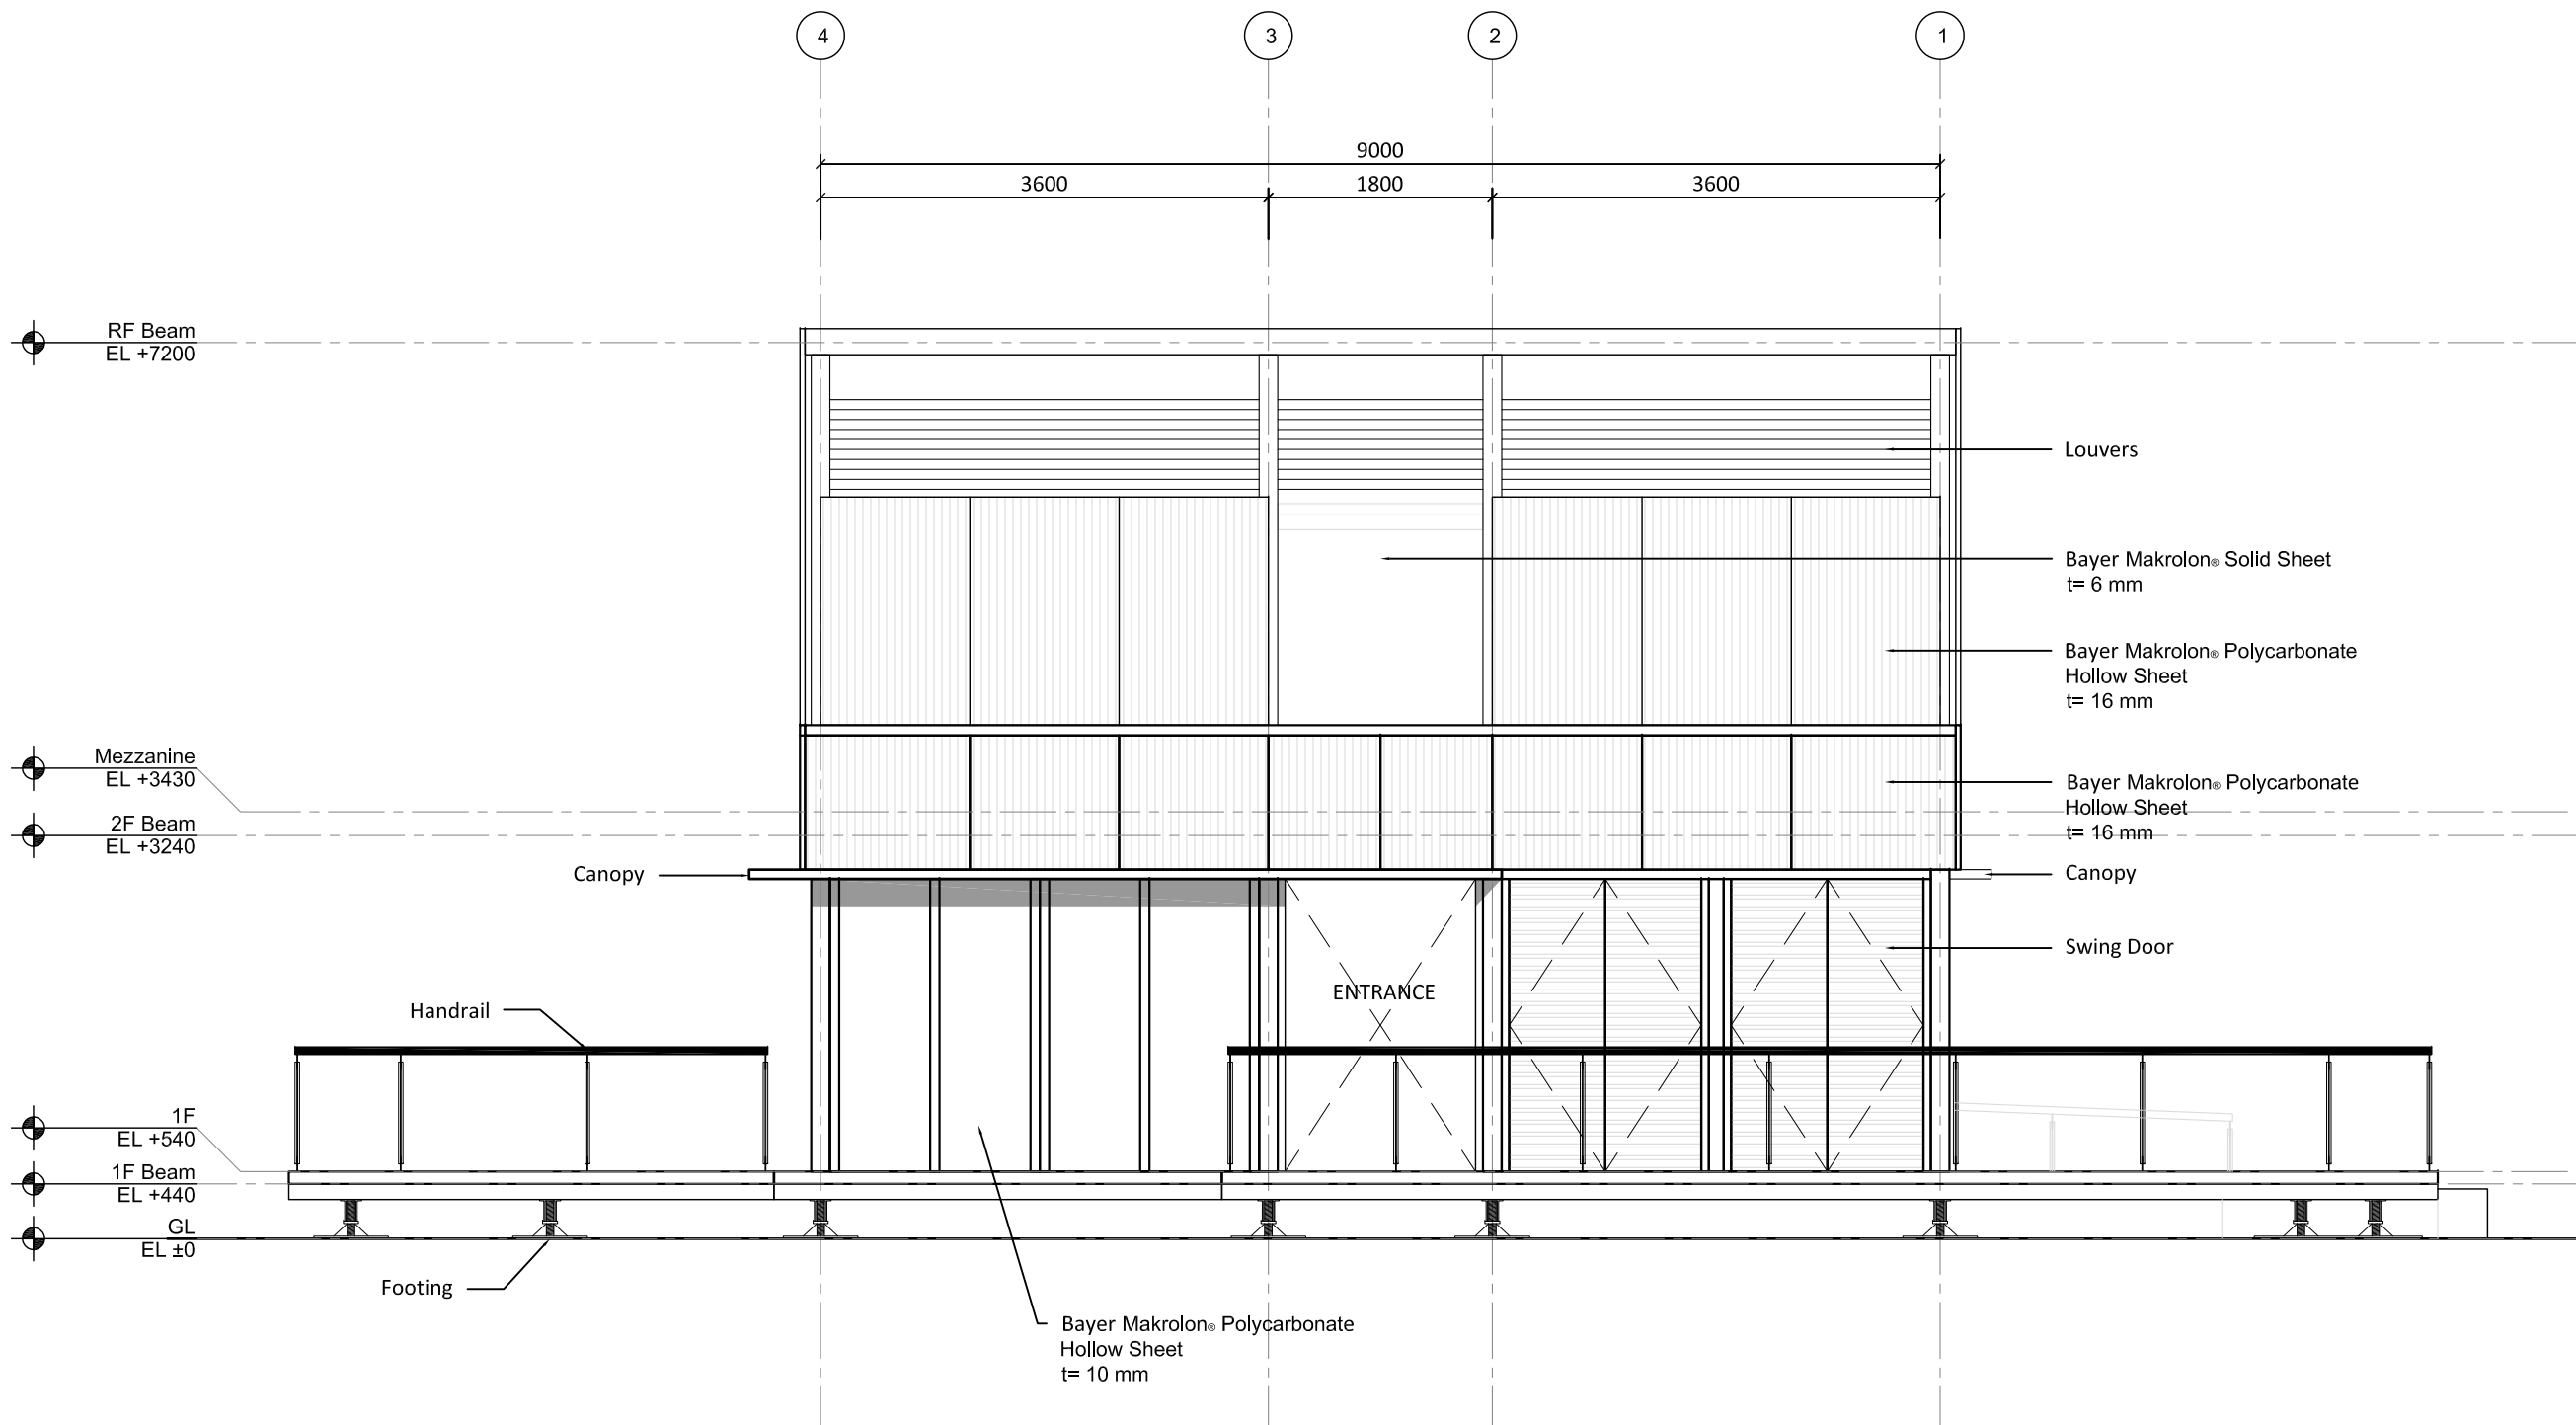 4
3
2
1
9000
3600
1800
3600
RF Beam
EL +7200
Louvers
Bayer Makrolon® Solid Sheet
t= 6 mm
Bayer Makrolon® Polycarbonate
Hollow Sheet
t= 16 mm
Mezzanine
EL +3430
Bayer Makrolon® Polycarbonate
Hollow Sheet
t= 16 mm
2F Beam
EL +3240
Canopy
Canopy
Swing Door
ENTRANCE
Handrail
1F
EL +540
1F Beam
EL +440
GL
EL ±0
Footing
Bayer Makrolon® Polycarbonate
Hollow Sheet
t= 10 mm